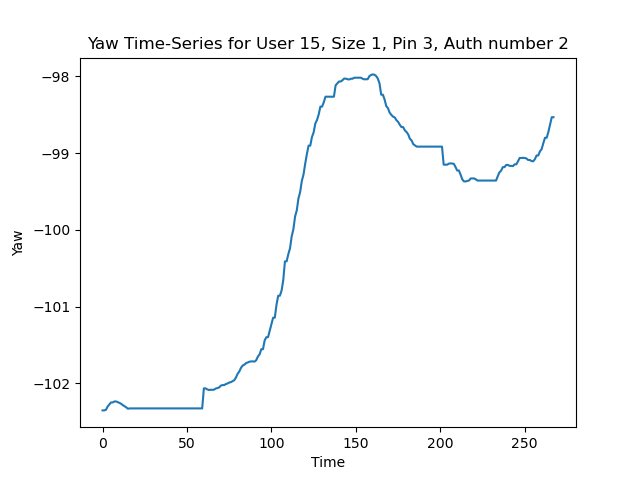 Yaw Time-Series for User 15, Size 1, Pin 3, Auth number 2
−98
−99
−100
−101
−102
Yaw
0 50 100 150 200 250
Time